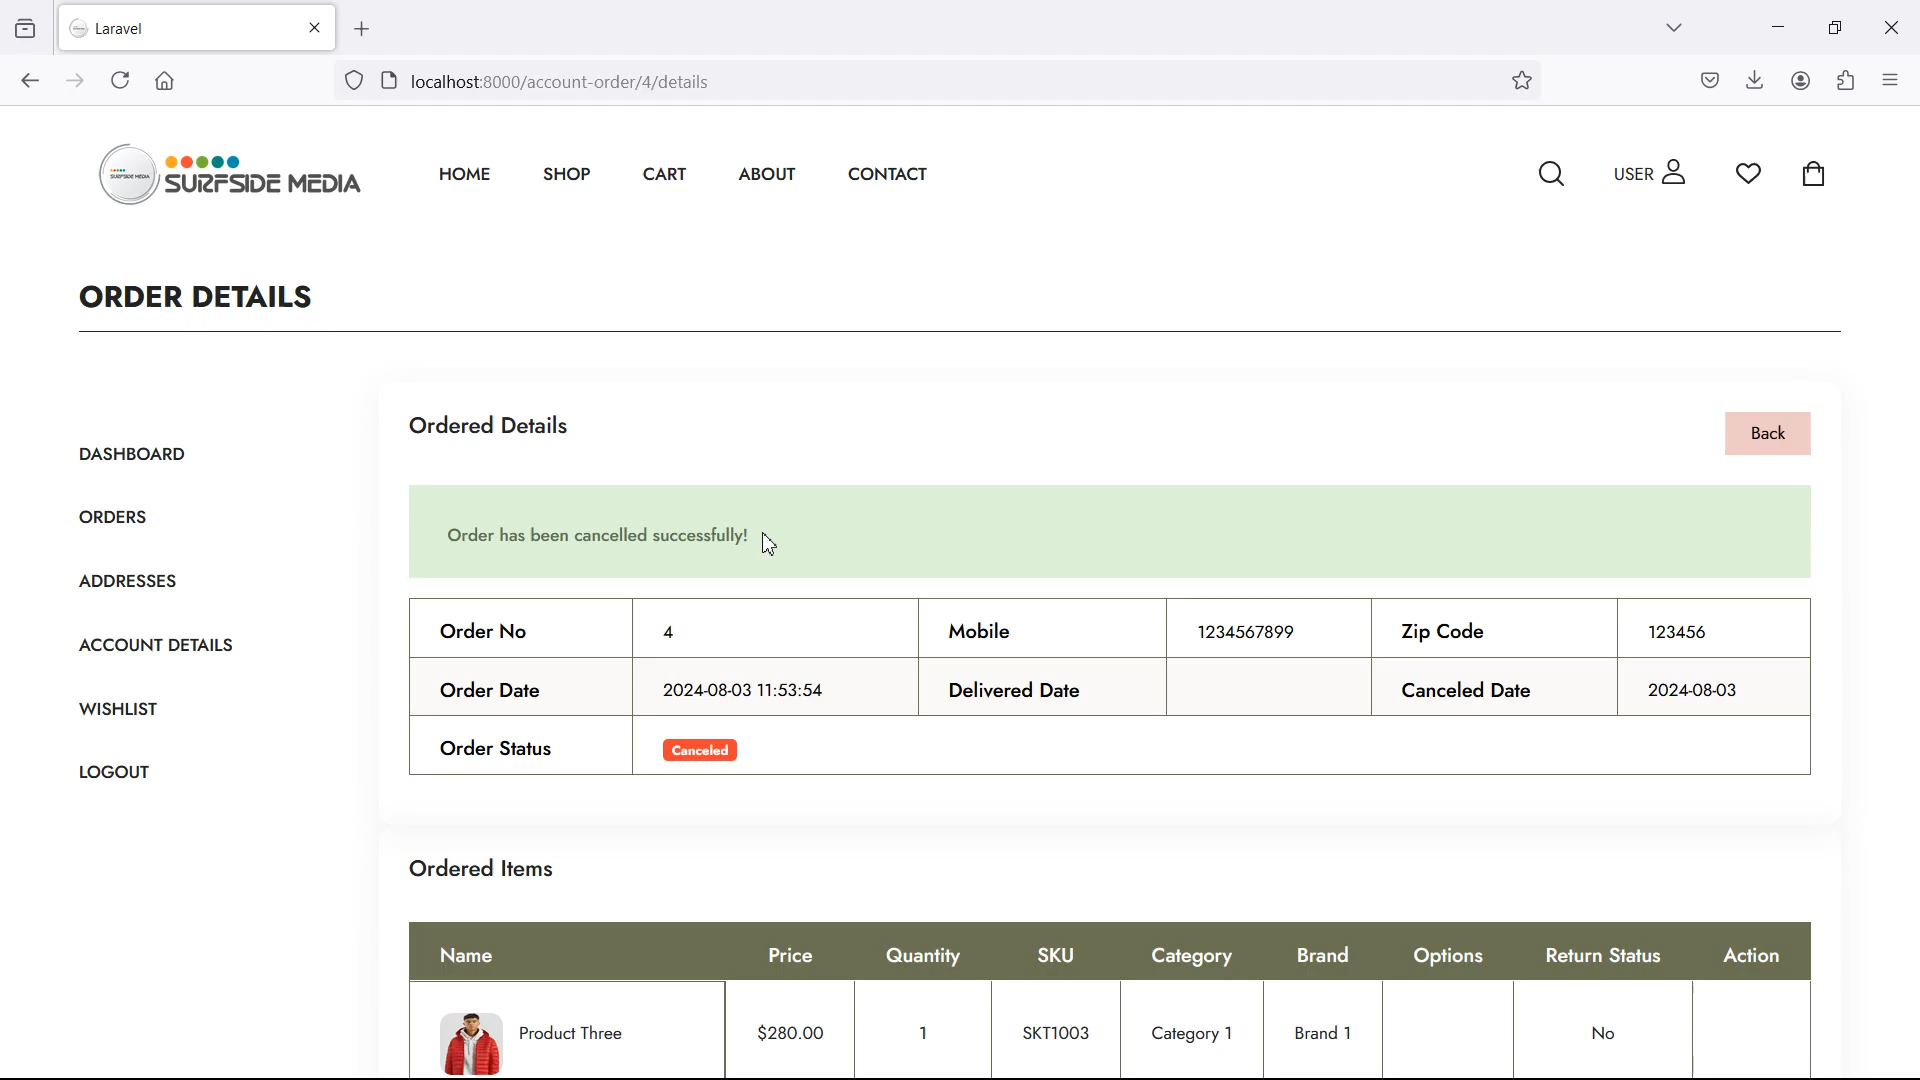 Laravel
localhost:8000/account-order/4/details
SURFSIDE MEDIA
SURFSIDE MEDIA
HOME
SHOP
CART
ABOUT
CONTACT
USER
ORDER DETAILS
DASHBOARD
ORDERS
ADDRESSES
ACCOUNT DETAILS
WISHLIST
LOGOUT
Ordered Details
Back
Order has been cancelled successfully!
Order No 4 Mobile 1234567899 Zip Code 123456
Order Date 2024-08-03 11:53:54 Delivered Date Canceled Date 2024-08-03
Order Status Canceled
Ordered Items
Name Price Quantity SKU Category Brand Options Return Status Action
Product Three $280.00 1 SKT1003 Category 1 Brand 1 No